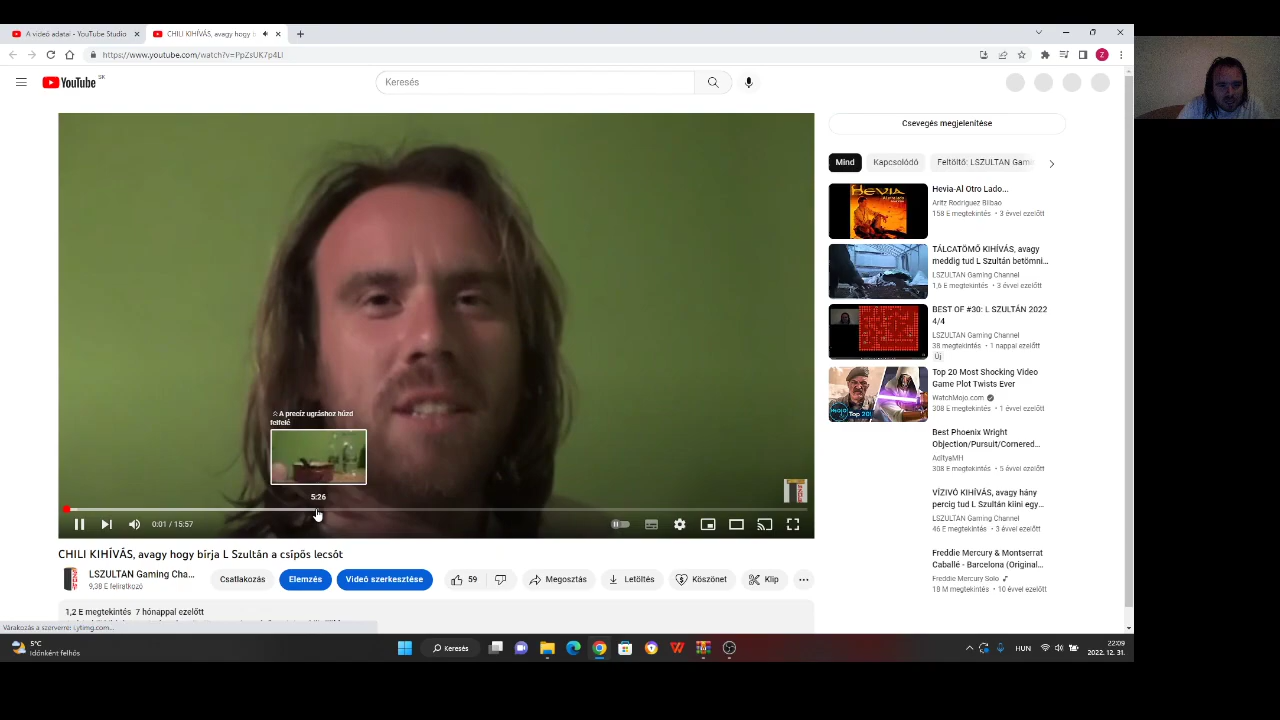 A videó adatai - YouTube Studio
CHILI KIHÍVÁS, avagy hogy b
https://www.youtube.com/watch?v=PpZsUK7p4LI
Z
YouTube SK
Keresés
Csevegés megjelenítése
Mind
Kapcsolódó
Feltöltő: LSZULTAN Gami
HEVIA
Hevia-Al Otro Lado...
Aritz Rodriguez Bilbao
158 E megtekintés • 3 évvel ezelőtt
TÁLCATÖMŐ KIHÍVÁS, avagy
meddig tud L Szultán betömni...
LSZULTAN Gaming Channel
1,6 E megtekintés • 3 évvel ezelőtt
BEST OF #30: L SZULTÁN 2022
4/4
LSZULTAN Gaming Channel
38 megtekintés • 1 nappal ezelőtt
Új
Top 20 Most Shocking Video
Game Plot Twists Ever
WatchMojo.com
308 E megtekintés • 1 évvel ezelőtt
Top 20!
Best Phoenix Wright
Objection/Pursuit/Cornered...
AdityaMH
308 E megtekintés • 5 évvel ezelőtt
VÍZIVÓ KIHÍVÁS, avagy hány
percig tud L Szultán kiini egy...
LSZULTAN Gaming Channel
46 E megtekintés • 3 évvel ezelőtt
Freddie Mercury & Montserrat
Caballé - Barcelona (Original...
Freddie Mercury Solo
18 M megtekintés • 10 évvel ezelőtt
A precíz ugráshoz húzd
felfelé
5:26
0:01 / 15:57
CHILI KIHÍVÁS, avagy hogy bírja L Szultán a csípős lecsót
LSZULTAN Gaming Cha...
9,38 E feliratkozó
Csatlakozás
Elemzés
Videó szerkesztése
59
Megosztás
Letöltés
Köszönet
Klip
1,2 E megtekintés 7 hónappal ezelőtt
Várakozás a szerverre: i.ytimg.com...
5°C
Időnként felhős
Keresés
HUN
22:09
2022. 12. 31.